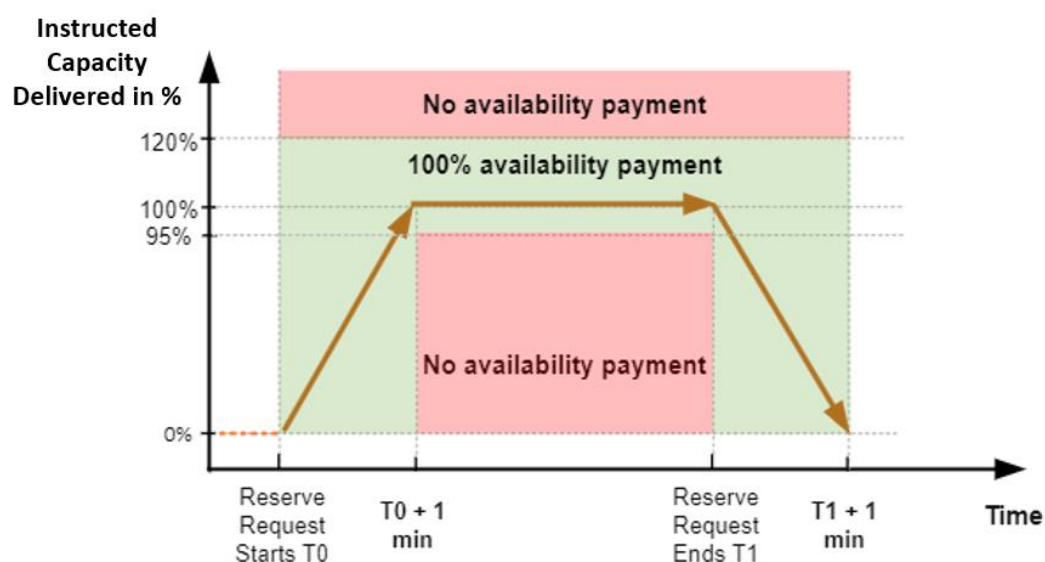 Instructed
Capacity
Delivered in %
No availability payment
120%
100% availability payment
100%
95%
No availability payment
0%
Reserve
Request
Starts T0
T0 + 1
min
Reserve
Request
Ends T1
T1 + 1
min
Time